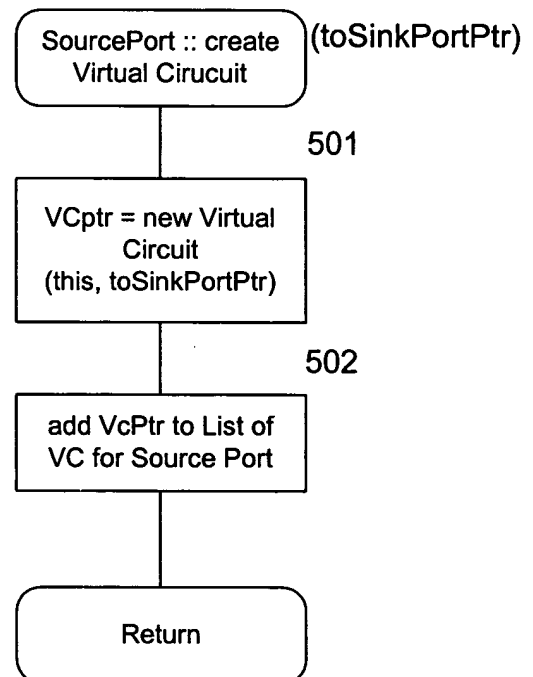 SourcePort :: create (toSinkPortPtr)
Virtual Cirucuit
501
VCptr = new Virtual
Circuit
(this, toSinkPortPtr)
502
add VcPtr to List of
VC for Source Port
Return